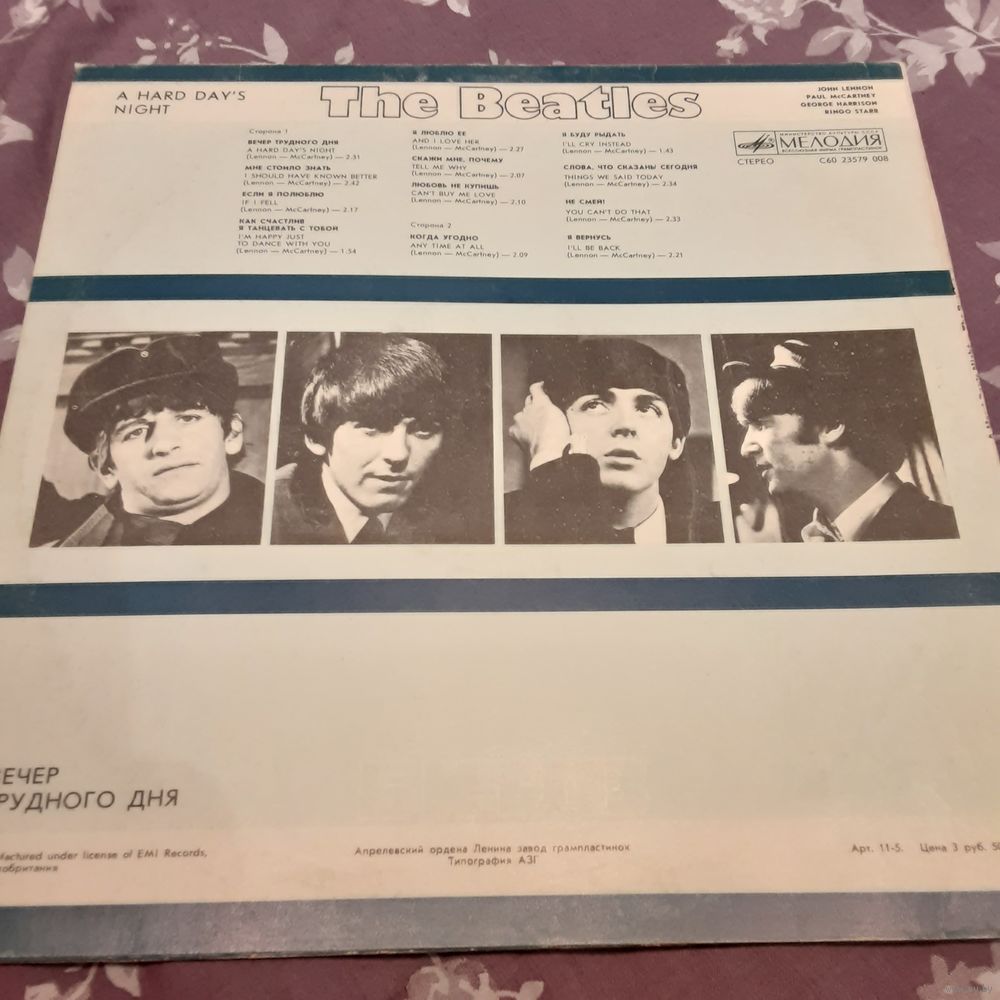 A HARD DAY'S
NIGHT
The Beatles
JOHN LENNON
PAUL McCARTNEY
GEORGE HARRISON
RINGO STARR
Сторона 1
ВЕЧЕР ТРУДНОГО ДНЯ
A HARD DAY'S NIGHT
(Lennon — McCartney) — 2.31
МНЕ СТОИЛО ЗНАТЬ
I SHOULD HAVE KNOWN BETTER
(Lennon — McCartney) — 2.42
ЕСЛИ Я ПОЛЮБЛЮ
IF I FELL
(Lennon — McCartney) — 2.17
КАК СЧАСТЛИВ
Я ТАНЦЕВАТЬ С ТОБОЙ
I'M HAPPY JUST
TO DANCE WITH YOU
(Lennon — McCartney) — 1.54
Я ЛЮБЛЮ ЕЕ
AND I LOVE HER
(Lennon — McCartney) — 2.27
СКАЖИ МНЕ, ПОЧЕМУ
TELL ME WHY
(Lennon — McCartney) — 2.07
ЛЮБОВЬ НЕ КУПИШЬ
CAN'T BUY ME LOVE
(Lennon — McCartney) — 2.10
Сторона 2
КОГДА УГОДНО
ANY TIME AT ALL
(Lennon — McCartney) — 2.09
Я БУДУ РЫДАТЬ
I'LL CRY INSTEAD
(Lennon — McCartney) — 1.43
СЛОВА, ЧТО СКАЗАНЫ СЕГОДНЯ
THINGS WE SAID TODAY
(Lennon — McCartney) — 2.34
НЕ СМЕЙ!
YOU CAN'T DO THAT
(Lennon — McCartney) — 2.33
Я ВЕРНУСЬ
I'LL BE BACK
(Lennon — McCartney) — 2.21
МИНИСТЕРСТВО КУЛЬТУРЫ СССР
МЕЛОДИЯ
ВСЕСОЮЗНАЯ ФИРМА ГРАМПЛАСТИНОК
СТЕРЕО С60 23579 008
ЕЧЕР
РУДНОГО ДНЯ
factured under license of EMI Records,
кобритания
Апрелевский ордена Ленина завод грампластинок
Типография АЗГ
Арт. 11-5. Цена 3 руб. 50